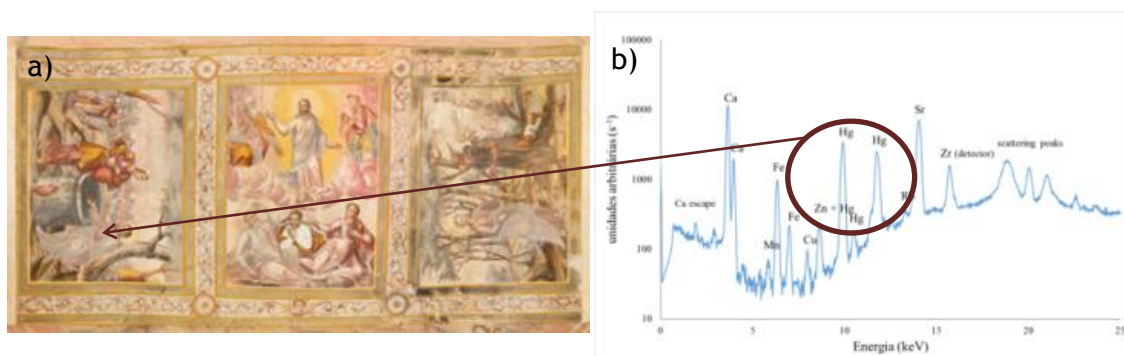 a)
b)
unidades arbitrárias (s⁻¹)
100000
10000
1000
100
10
Ca
Ca
Ca escape
Fe
Fe
Mn
Cu
Zn + Hg
Hg
Hg
Hg
Sr
Zr (detector)
scattering peaks
0
5
10
15
20
25
Energia (keV)